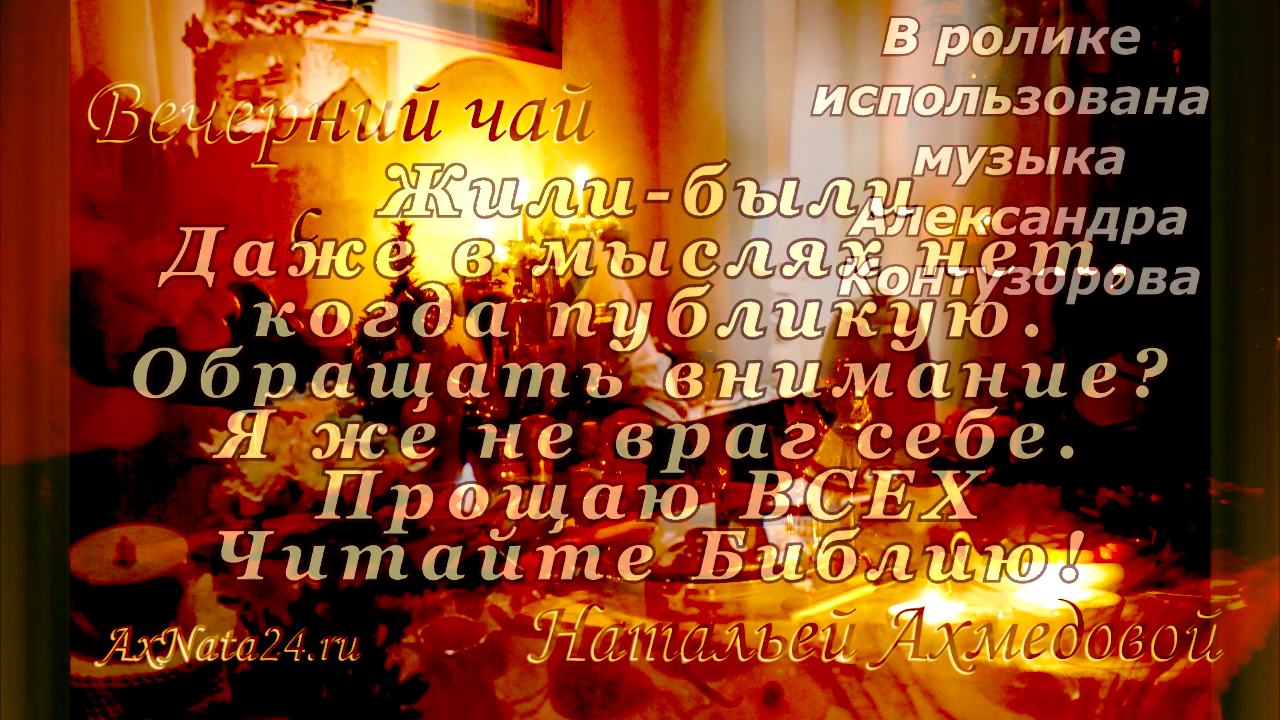 В ролике
использована
музыка
Александра
Контузорова
Вечерний чай
с
Жили-были.
Даже в мыслях нет,
когда публикую.
Обращать внимание?
Я же не враг себе.
Прощаю ВСЕХ
Читайте Библию!
Натальей Ахмедовой
AxNata24.ru